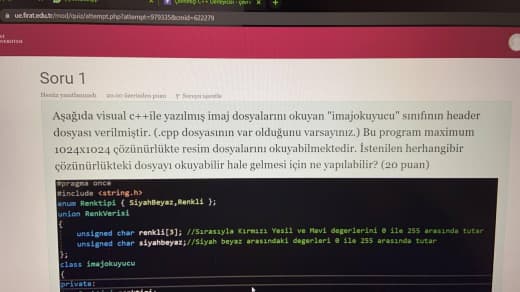 ue.firat.edu.tr/mod/quiz/attempt.php?attempt=979335&cmid=622279
Soru 1
Henüz yanıtlanmadı 20,00 üzerinden puan Soruyu işaretle
Aşağıda visual c++ile yazılmış imaj dosyalarını okuyan "imajokuyucu" sınıfının header
dosyası verilmiştir. (.cpp dosyasının var olduğunu varsayınız.) Bu program maximum
1024x1024 çözünürlükte resim dosyalarını okuyabilmektedir. İstenilen herhangibir
çözünürlükteki dosyayı okuyabilir hale gelmesi için ne yapılabilir? (20 puan)
#pragma once
#include <string.h>
enum Renktipi { SiyahBeyaz,Renkli };
union RenkVerisi
{
unsigned char renkli[3]; //Sırasıyla Kırmızı Yesil ve Mavi degerlerini 0 ile 255 arasında tutar
unsigned char siyahbeyaz;//Siyah beyaz arasındaki degerleri 0 ile 255 arasında tutar
};
class imajokuyucu
{
private: